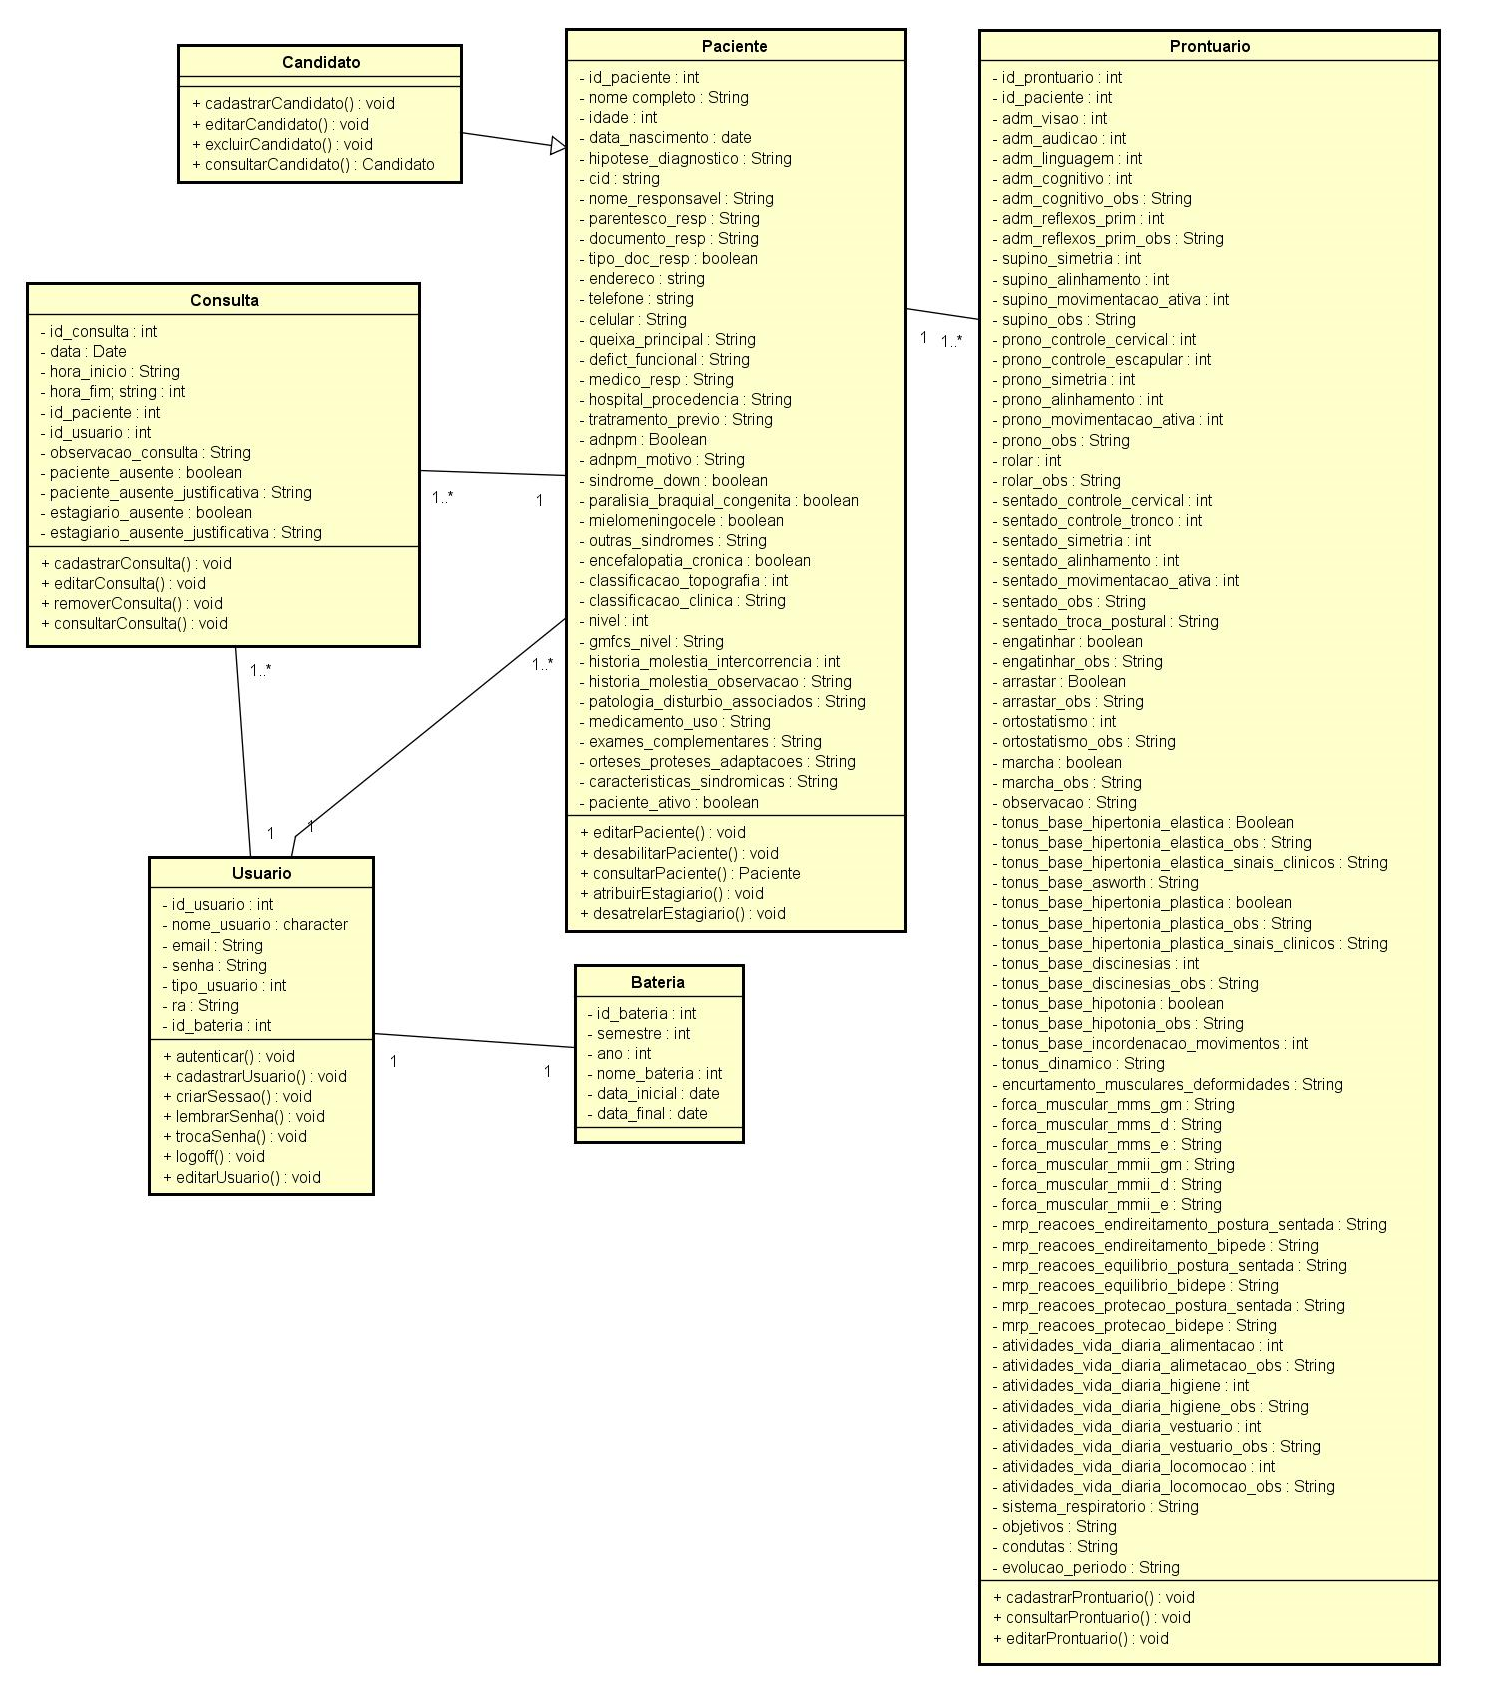 Candidato
+ cadastrarCandidato() : void
+ editarCandidato() : void
+ excluirCandidato() : void
+ consultarCandidato() : Candidato
Paciente
- id_paciente : int
- nome completo : String
- idade : int
- data_nascimento : date
- hipotese_diagnostico : String
- cid : string
- nome_responsavel : String
- parentesco_resp : String
- documento_resp : String
- tipo_doc_resp : boolean
- endereco : string
- telefone : string
- celular : String
- queixa_principal : String
- defict_funcional : String
- medico_resp : String
- hospital_procedencia : String
- tratramento_previo : String
- adnpm : Boolean
- adnpm_motivo : String
- sindrome_down : boolean
- paralisia_braquial_congenita : boolean
- mielomeningocele : boolean
- outras_sindromes : String
- encefalopatia_cronica : boolean
- classificacao_topografia : int
- classificacao_clinica : String
- nivel : int
- gmfcs_nivel : String
- historia_molestia_intercorrencia : int
- historia_molestia_observacao : String
- patologia_disturbio_associados : String
- medicamento_uso : String
- exames_complementares : String
- orteses_proteses_adaptacoes : String
- caracteristicas_sindromicas : String
- paciente_ativo : boolean
+ editarPaciente() : void
+ desabilitarPaciente() : void
+ consultarPaciente() : Paciente
+ atribuirEstagiario() : void
+ desatrelarEstagiario() : void
Prontuario
- id_prontuario : int
- id_paciente : int
- adm_visao : int
- adm_audicao : int
- adm_linguagem : int
- adm_cognitivo : int
- adm_cognitivo_obs : String
- adm_reflexos_prim : int
- adm_reflexos_prim_obs : String
- supino_simetria : int
- supino_alinhamento : int
- supino_movimentacao_ativa : int
- supino_obs : String
- prono_controle_cervical : int
- prono_controle_escapular : int
- prono_simetria : int
- prono_alinhamento : int
- prono_movimentacao_ativa : int
- prono_obs : String
- rolar : int
- rolar_obs : String
- sentado_controle_cervical : int
- sentado_controle_tronco : int
- sentado_simetria : int
- sentado_alinhamento : int
- sentado_movimentacao_ativa : int
- sentado_obs : String
- sentado_troca_postural : String
- engatinhar : boolean
- engatinhar_obs : String
- arrastar : Boolean
- arrastar_obs : String
- ortostatismo : int
- ortostatismo_obs : String
- marcha : boolean
- marcha_obs : String
- observacao : String
- tonus_base_hipertonia_elastica : Boolean
- tonus_base_hipertonia_elastica_obs : String
- tonus_base_hipertonia_elastica_sinais_clinicos : String
- tonus_base_asworth : String
- tonus_base_hipertonia_plastica : boolean
- tonus_base_hipertonia_plastica_obs : String
- tonus_base_hipertonia_plastica_sinais_clinicos : String
- tonus_base_discinesias : int
- tonus_base_discinesias_obs : String
- tonus_base_hipotonia : boolean
- tonus_base_hipotonia_obs : String
- tonus_base_incordenacao_movimentos : int
- tonus_dinamico : String
- encurtamento_musculares_deformidades : String
- forca_muscular_mms_gm : String
- forca_muscular_mms_d : String
- forca_muscular_mms_e : String
- forca_muscular_mmii_gm : String
- forca_muscular_mmii_d : String
- forca_muscular_mmii_e : String
- mrp_reacoes_endireitamento_postura_sentada : String
- mrp_reacoes_endireitamento_bipede : String
- mrp_reacoes_equilibrio_postura_sentada : String
- mrp_reacoes_equilibrio_bidepe : String
- mrp_reacoes_protecao_postura_sentada : String
- mrp_reacoes_protecao_bidepe : String
- atividades_vida_diaria_alimentacao : int
- atividades_vida_diaria_alimetacao_obs : String
- atividades_vida_diaria_higiene : int
- atividades_vida_diaria_higiene_obs : String
- atividades_vida_diaria_vestuario : int
- atividades_vida_diaria_vestuario_obs : String
- atividades_vida_diaria_locomocao : int
- atividades_vida_diaria_locomocao_obs : String
- sistema_respiratorio : String
- objetivos : String
- condutas : String
- evolucao_periodo : String
+ cadastrarProntuario() : void
+ consultarProntuario() : void
+ editarProntuario() : void
1
1..*
Consulta
- id_consulta : int
- data : Date
- hora_inicio : String
- hora_fim; string : int
- id_paciente : int
- id_usuario : int
- observacao_consulta : String
- paciente_ausente : boolean
- paciente_ausente_justificativa : String
- estagiario_ausente : boolean
- estagiario_ausente_justificativa : String
+ cadastrarConsulta() : void
+ editarConsulta() : void
+ removerConsulta() : void
+ consultarConsulta() : void
1..*
1
1..*
1..*
1
1
Usuario
- id_usuario : int
- nome_usuario : character
- email : String
- senha : String
- tipo_usuario : int
- ra : String
- id_bateria : int
+ autenticar() : void
+ cadastrarUsuario() : void
+ criarSessao() : void
+ lembrarSenha() : void
+ trocaSenha() : void
+ logoff() : void
+ editarUsuario() : void
1
1
Bateria
- id_bateria : int
- semestre : int
- ano : int
- nome_bateria : int
- data_inicial : date
- data_final : date